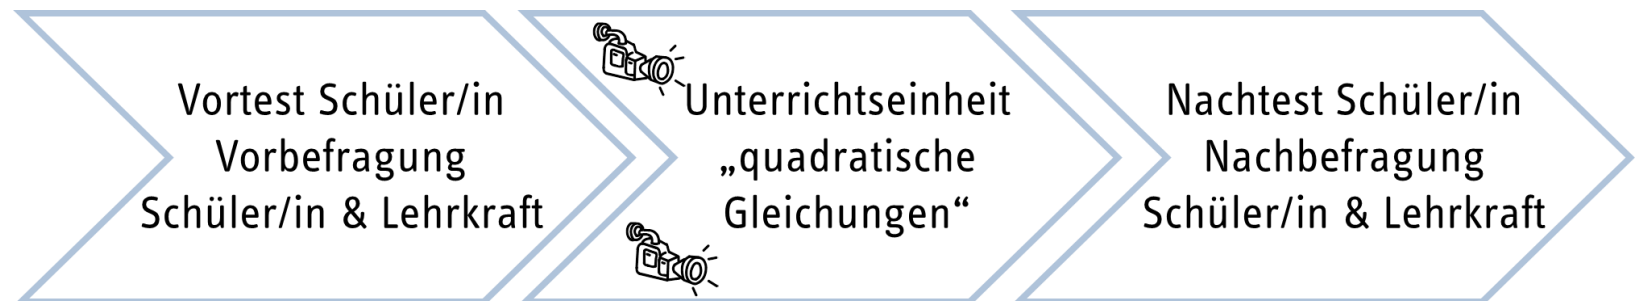 Vortest Schüler/in
Vorbefragung
Schüler/in & Lehrkraft
Unterrichtseinheit
„quadratische
Gleichungen“
Nachtest Schüler/in
Nachbefragung
Schüler/in & Lehrkraft